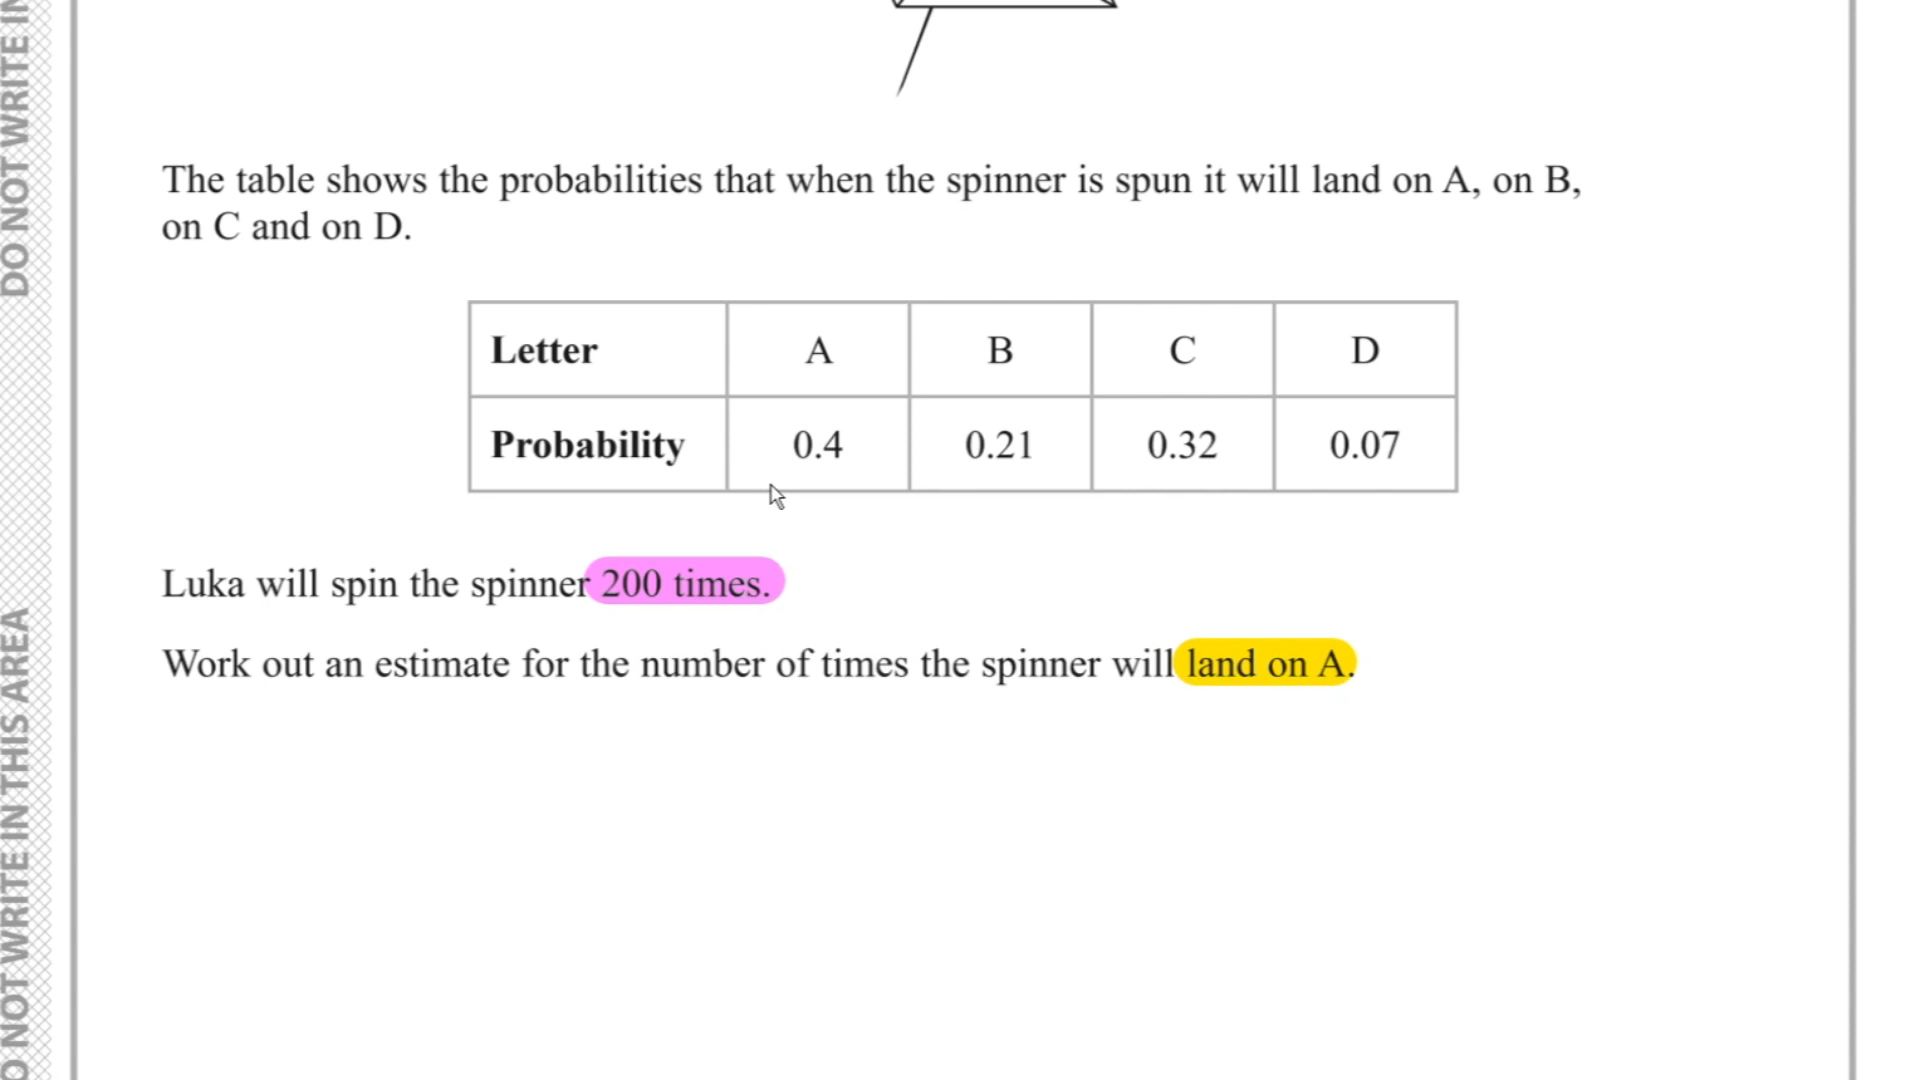 DO NOT WRITE IN
The table shows the probabilities that when the spinner is spun it will land on A, on B,
on C and on D.
Letter A B C D
Probability 0.4 0.21 0.32 0.07
Luka will spin the spinner 200 times.
Work out an estimate for the number of times the spinner will land on A.
DO NOT WRITE IN THIS AREA